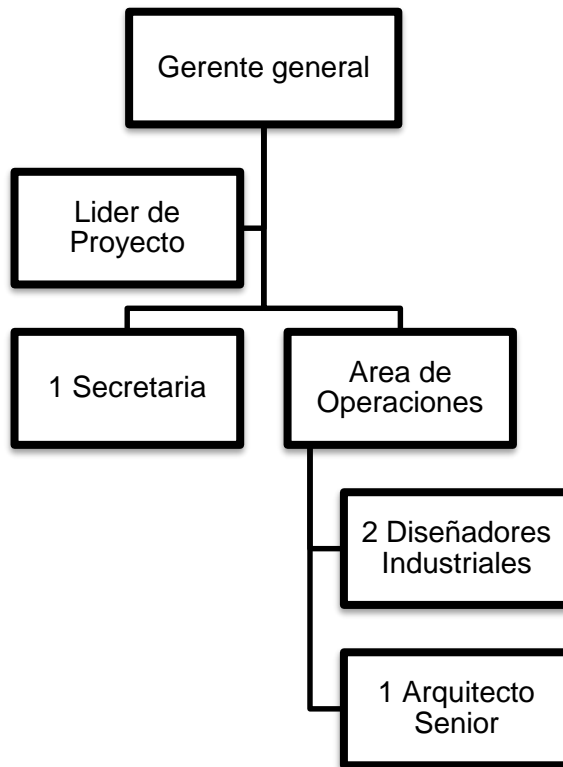 Gerente general
Lider de
Proyecto
1 Secretaria
Area de
Operaciones
2 Diseñadores
Industriales
1 Arquitecto
Senior